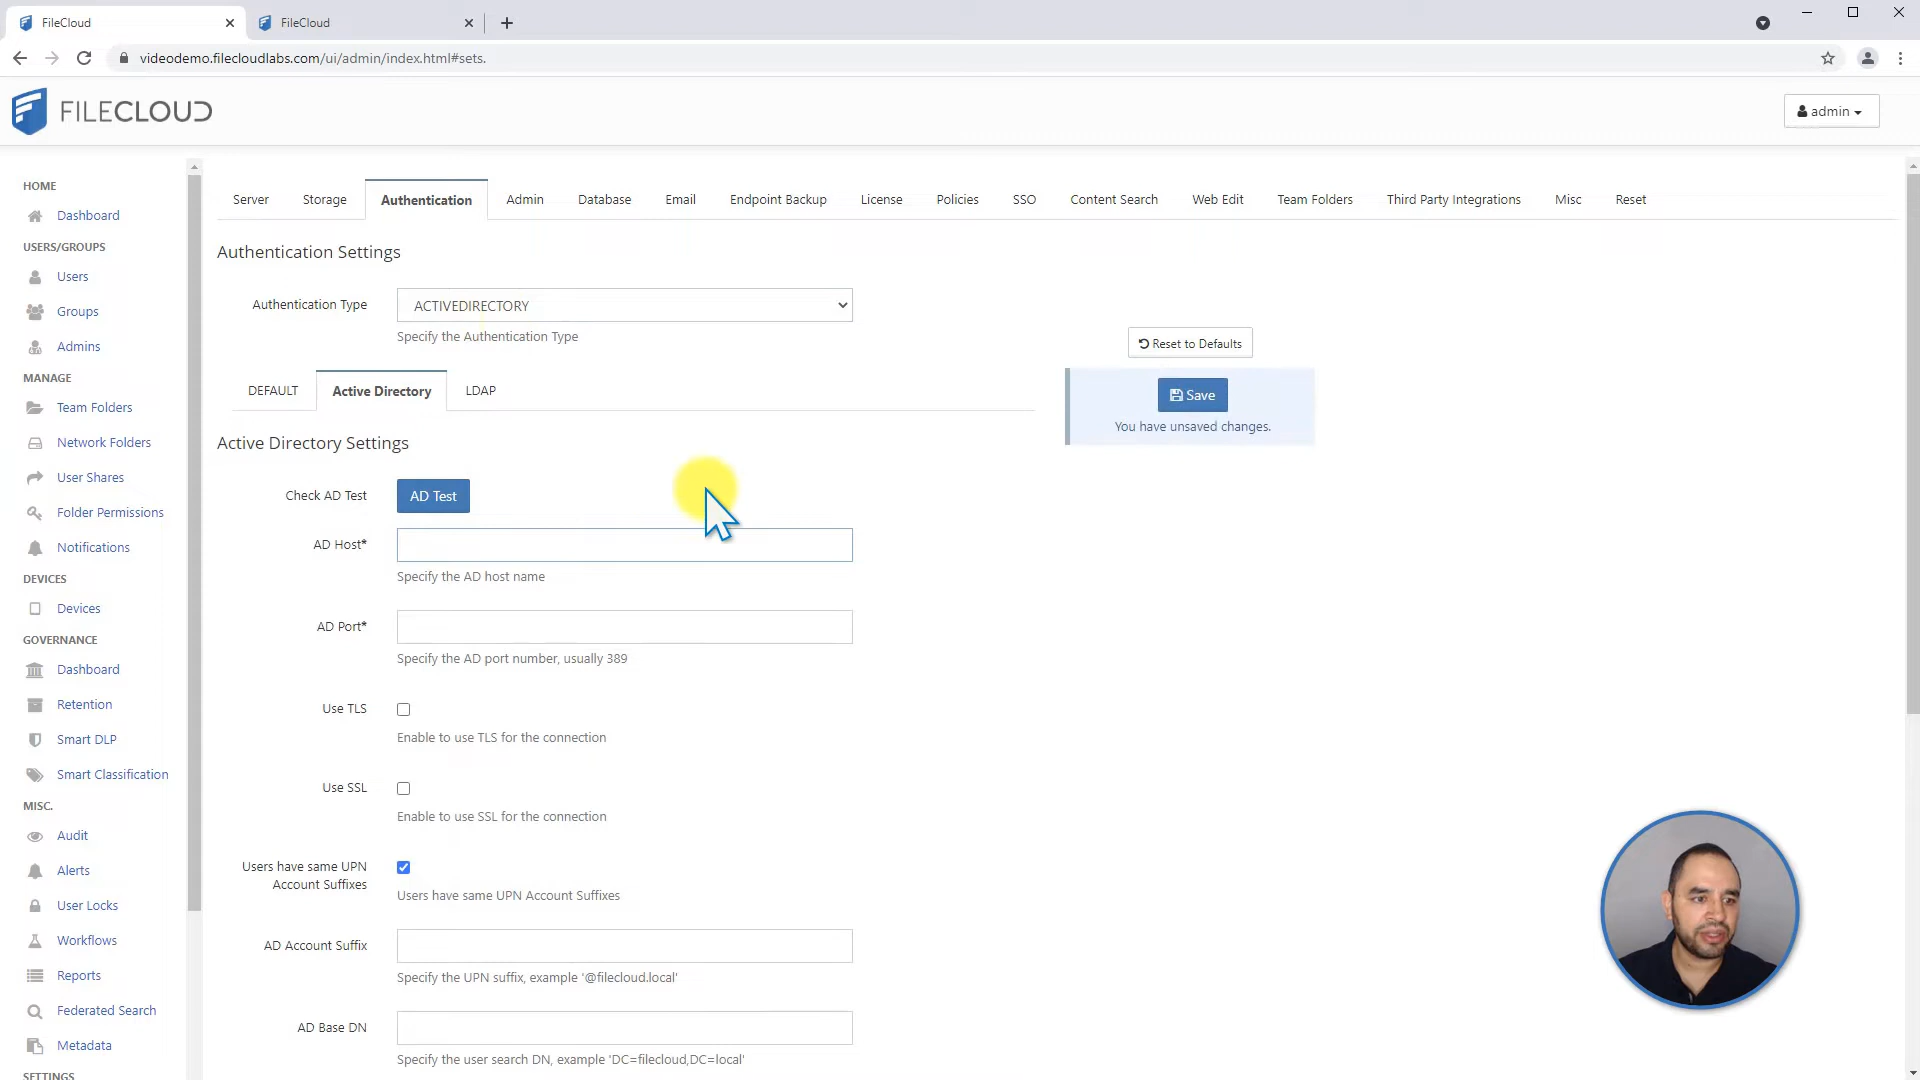 FileCloud
FileCloud
videodemo.filecloudlabs.com/ui/admin/index.html#sets.
FILECLOUD
admin
HOME
Dashboard
USERS/GROUPS
Users
Groups
Admins
MANAGE
Team Folders
Network Folders
User Shares
Folder Permissions
Notifications
DEVICES
Devices
GOVERNANCE
Dashboard
Retention
Smart DLP
Smart Classification
MISC.
Audit
Alerts
User Locks
Workflows
Reports
Federated Search
Metadata
SETTINGS
Server Storage Authentication Admin Database Email Endpoint Backup License Policies SSO Content Search Web Edit Team Folders Third Party Integrations Misc Reset
Authentication Settings
Authentication Type ACTIVEDIRECTORY
Specify the Authentication Type
Reset to Defaults
Save
You have unsaved changes.
DEFAULT Active Directory LDAP
Active Directory Settings
Check AD Test AD Test
AD Host*
Specify the AD host name
AD Port*
Specify the AD port number, usually 389
Use TLS
Enable to use TLS for the connection
Use SSL
Enable to use SSL for the connection
Users have same UPN
Account Suffixes
Users have same UPN Account Suffixes
AD Account Suffix
Specify the UPN suffix, example '@filecloud.local'
AD Base DN
Specify the user search DN, example 'DC=filecloud,DC=local'